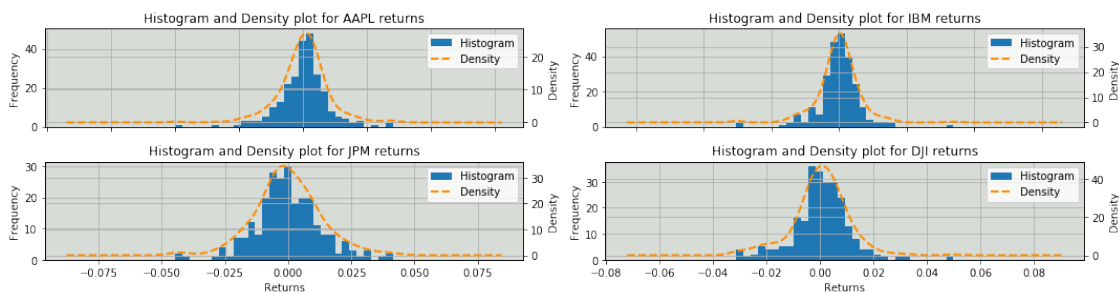 Histogram and Density plot for AAPL returns
Frequency
40
20
0
Histogram
Density
20
10
0
Density
Histogram and Density plot for IBM returns
Frequency
40
20
0
Histogram
Density
30
20
10
0
Density
Histogram and Density plot for JPM returns
Frequency
30
20
10
0
Histogram
Density
30
20
10
0
Density
-0.075
-0.050
-0.025
0.000
0.025
0.050
0.075
Returns
Histogram and Density plot for DJI returns
Frequency
30
20
10
0
Histogram
Density
40
20
0
Density
-0.08
-0.06
-0.04
-0.02
0.00
0.02
0.04
0.06
0.08
Returns